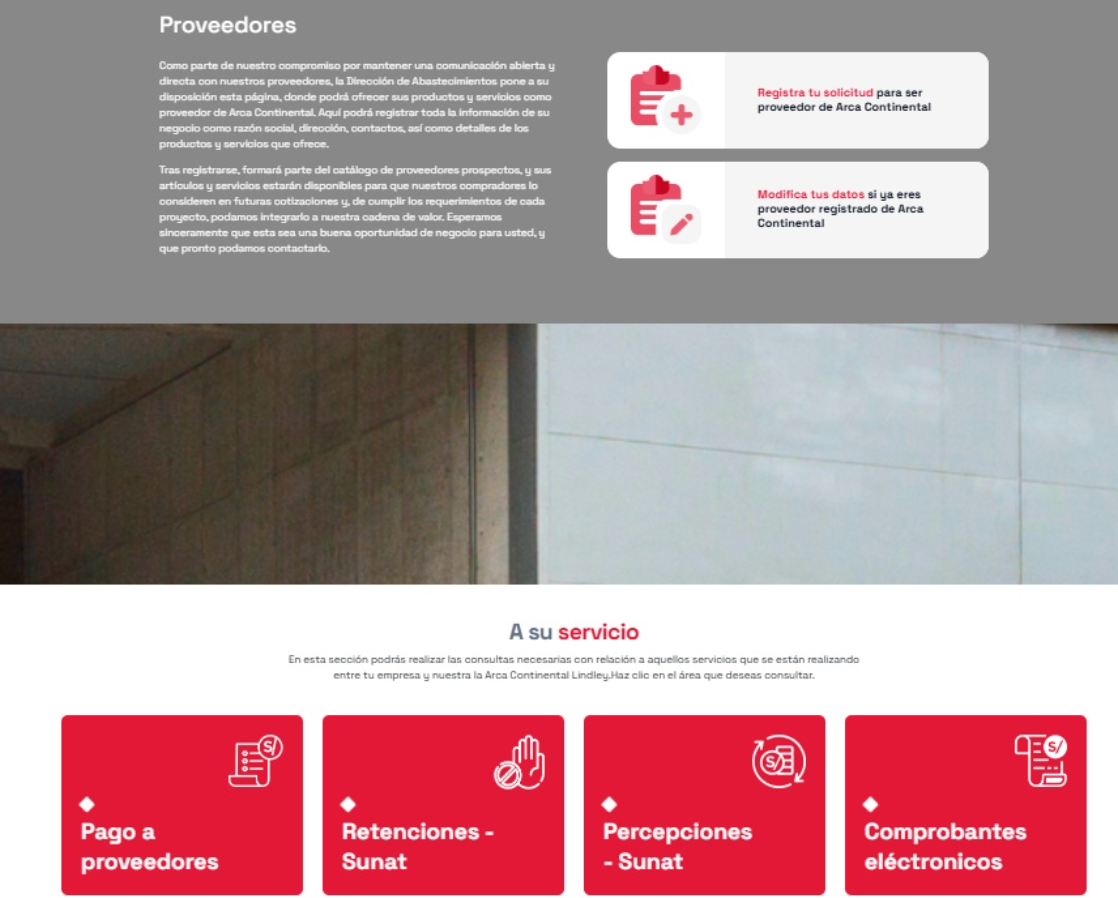 Proveedores
Como parte de nuestro compromiso por mantener una comunicación abierta y
directa con nuestros proveedores, la Dirección de Abastecimientos pone a su
disposición esta página, donde podrá ofrecer sus productos y servicios como
proveedor de Arca Continental. Aquí podrá registrar toda la información de su
negocio como razón social, dirección, contactos, así como detalles de los
productos y servicios que ofrece.
Tras registrarse, formará parte del catálogo de proveedores prospectos, y sus
artículos y servicios estarán disponibles para que nuestros compradores lo
consideren en futuras cotizaciones y, de cumplir los requerimientos de cada
proyecto, podamos integrarlo a nuestra cadena de valor. Esperamos
sinceramente que esta sea una buena oportunidad de negocio para usted, y
que pronto podamos contactarlo.
Registra tu solicitud para ser
proveedor de Arca Continental
Modifica tus datos si ya eres
proveedor registrado de Arca
Continental
A su servicio
En esta sección podrás realizar las consultas necesarias con relación a aquellos servicios que se están realizando
entre tu empresa y nuestra la Arca Continental Lindley.Haz clic en el área que deseas consultar.
S/
Pago a
proveedores
Retenciones -
Sunat
S/
Percepciones
- Sunat
S/
Comprobantes
eléctronicos